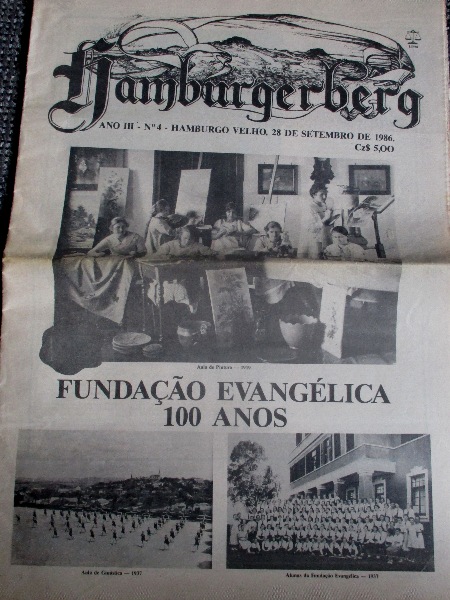 Hamburgerberg
ANO III - Nº 4 - HAMBURGO VELHO, 28 DE SETEMBRO DE 1986.
Cz$ 5,00
Aula de Pintura — 1919
FUNDAÇÃO EVANGÉLICA
100 ANOS
Aula de Ginástica — 1937
Alunas da Fundação Evangélica — 1937